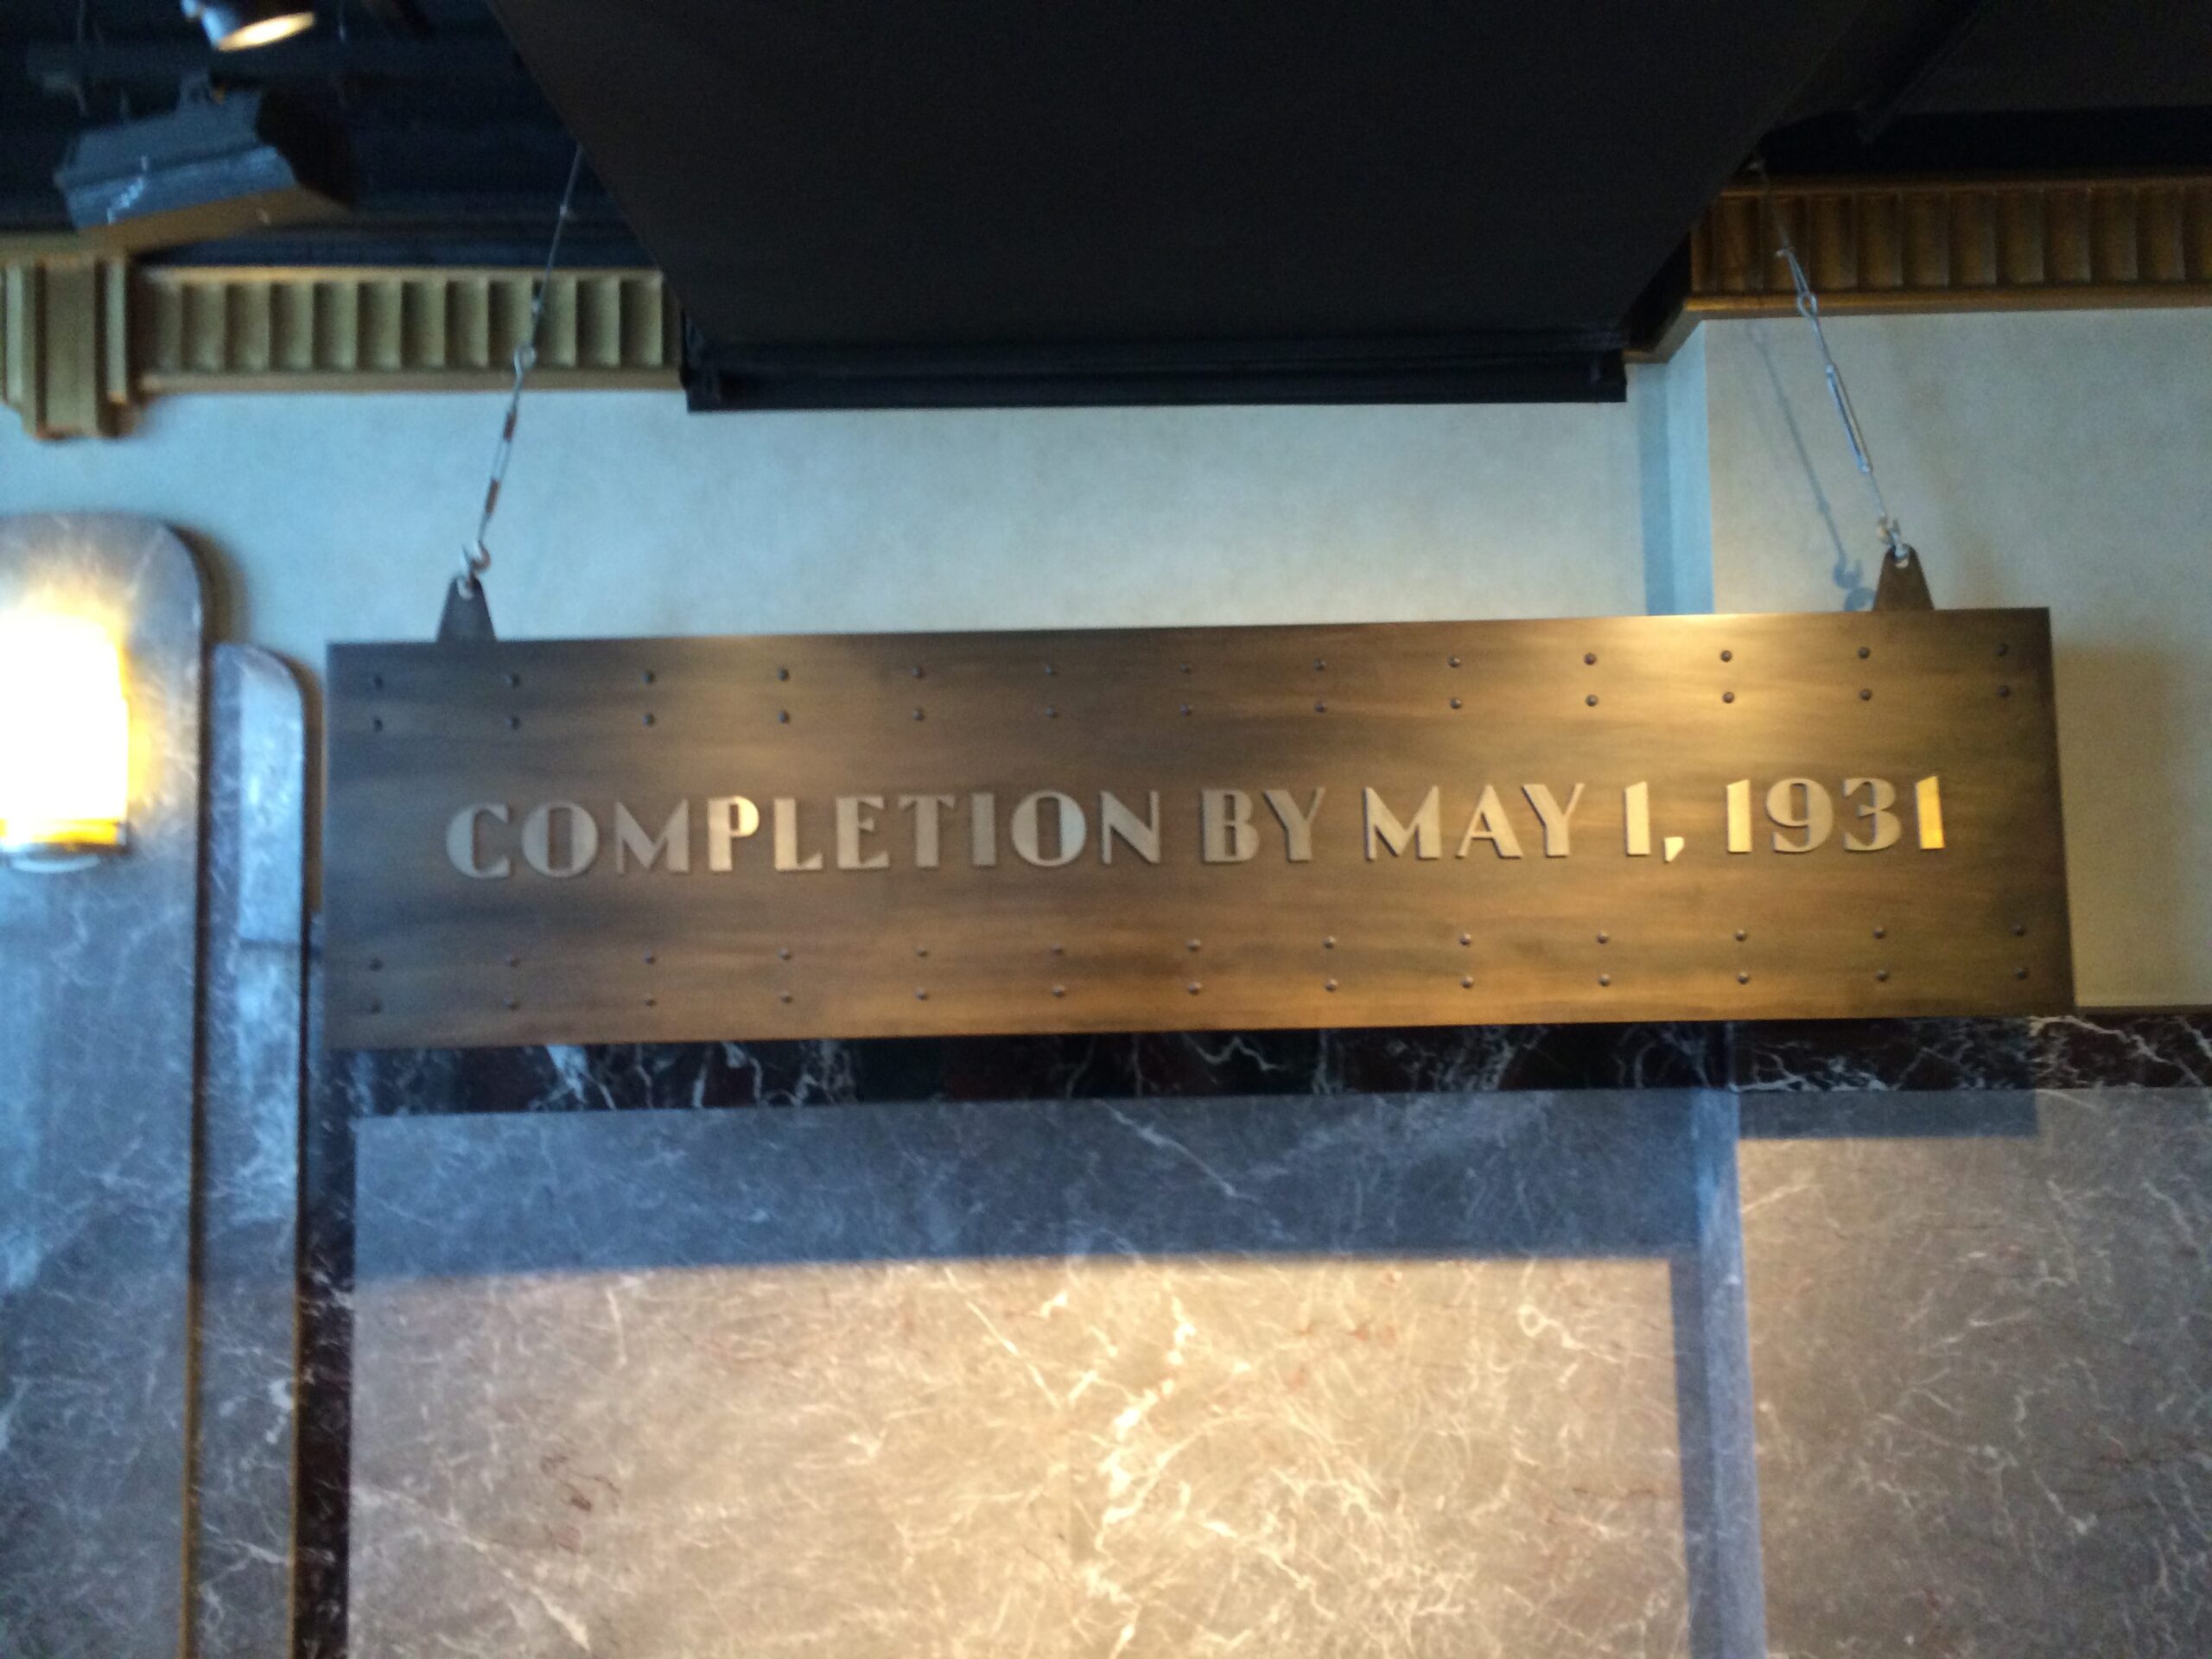 COMPLETION BY MAY 1, 1931